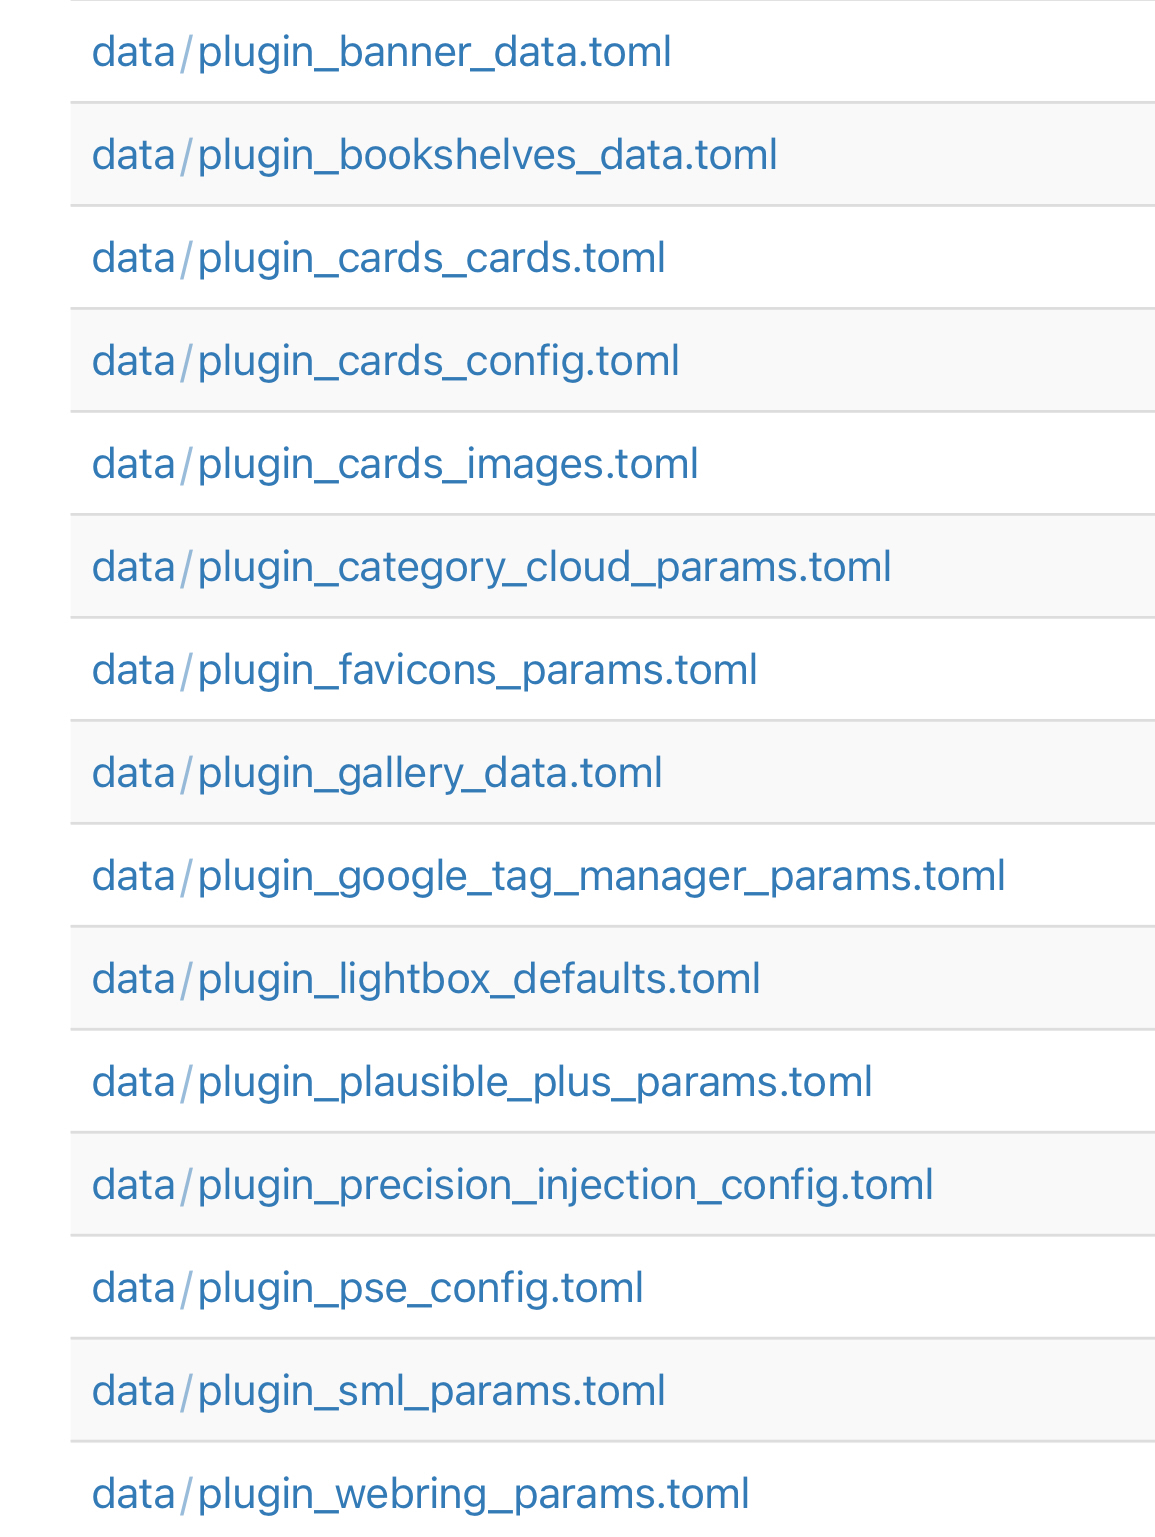 data/plugin_banner_data.toml
data/plugin_bookshelves_data.toml
data/plugin_cards_cards.toml
data/plugin_cards_config.toml
data/plugin_cards_images.toml
data/plugin_category_cloud_params.toml
data/plugin_favicons_params.toml
data/plugin_gallery_data.toml
data/plugin_google_tag_manager_params.toml
data/plugin_lightbox_defaults.toml
data/plugin_plausible_plus_params.toml
data/plugin_precision_injection_config.toml
data/plugin_pse_config.toml
data/plugin_sml_params.toml
data/plugin_webring_params.toml